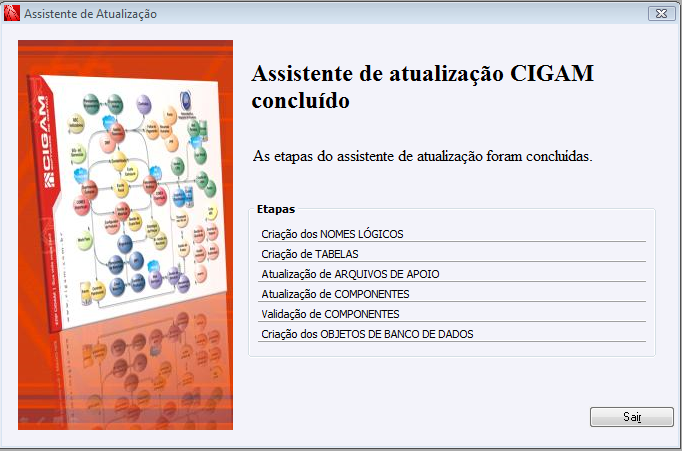 Assistente de Atualização
CIGAM
Assistente de atualização CIGAM
concluído
As etapas do assistente de atualização foram concluidas.
Etapas
Criação dos NOMES LÓGICOS
Criação de TABELAS
Atualização de ARQUIVOS DE APOIO
Atualização de COMPONENTES
Validação de COMPONENTES
Criação dos OBJETOS DE BANCO DE DADOS
Sair